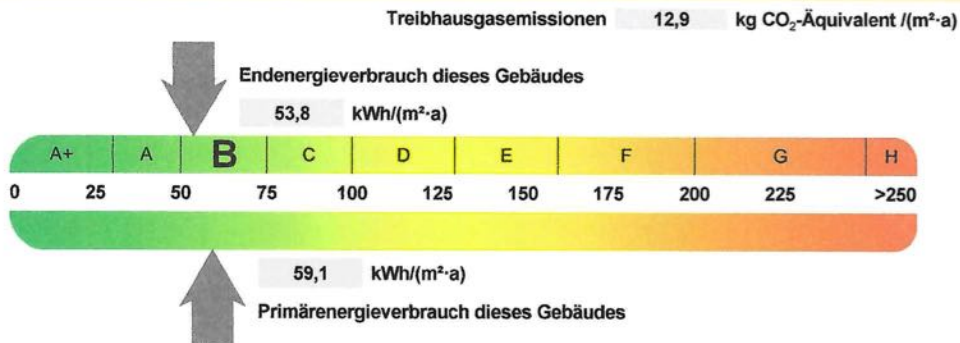 Treibhausgasemissionen 12,9 kg CO₂-Äquivalent /(m²·a)
Endenergieverbrauch dieses Gebäudes
53,8 kWh/(m²·a)
A+ A B C D E F G H
0 25 50 75 100 125 150 175 200 225 >250
59,1 kWh/(m²·a)
Primärenergieverbrauch dieses Gebäudes